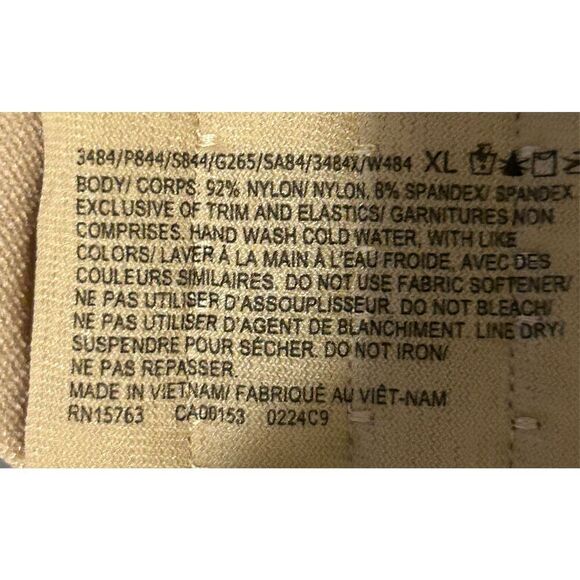 3484/P844/S844/G265/SA84/3484X/W484 XL
BODY/ CORPS: 92% NYLON/ NYLON, 8% SPANDEX/ SPANDEX.
EXCLUSIVE OF TRIM AND ELASTICS/ GARNITURES NON
COMPRISES. HAND WASH COLD WATER, WITH LIKE
COLORS/ LAVER À LA MAIN À L'EAU FROIDE, AVEC DES
COULEURS SIMILAIRES. DO NOT USE FABRIC SOFTENER/
NE PAS UTILISER D'ASSOUPLISSEUR. DO NOT BLEACH/
NE PAS UTILISER D'AGENT DE BLANCHIMENT. LINE DRY/
SUSPENDRE POUR SÉCHER. DO NOT IRON/
NE PAS REPASSER.
MADE IN VIETNAM/ FABRIQUÉ AU VIÊT-NAM
RN15763 CA00153 0224C9